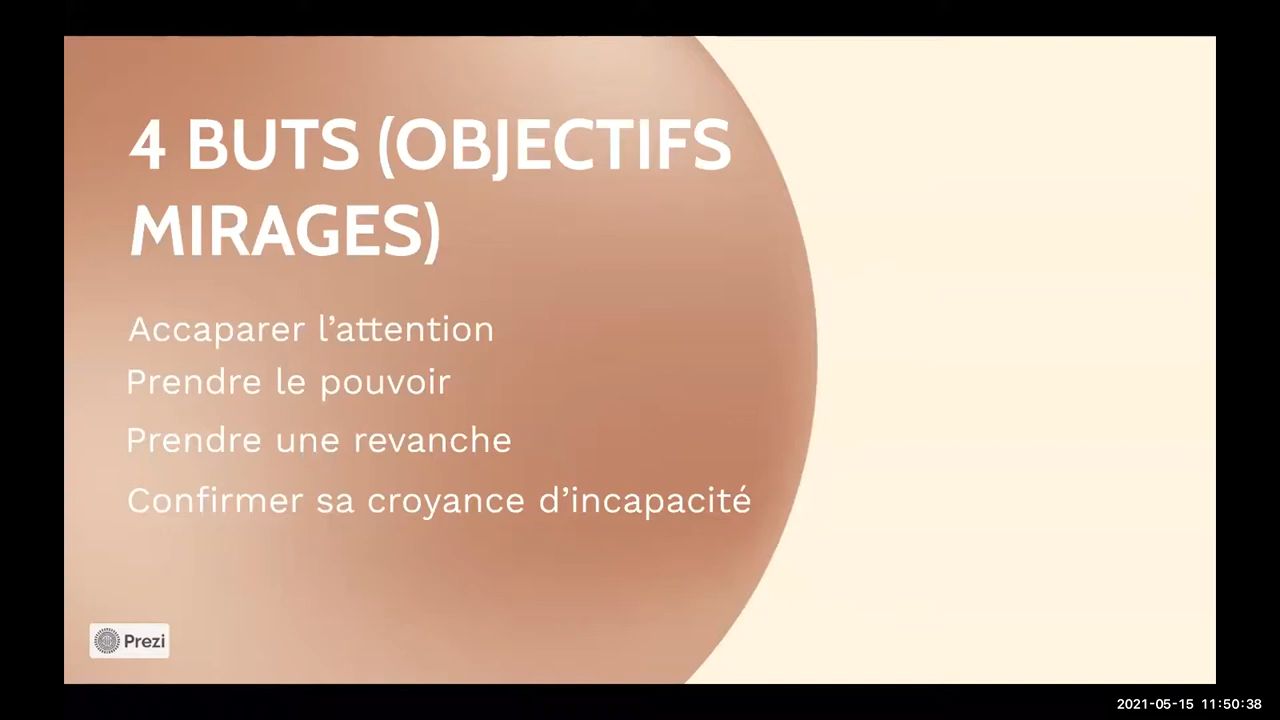 4 BUTS (OBJECTIFS
MIRAGES)
Accaparer l’attention
Prendre le pouvoir
Prendre une revanche
Confirmer sa croyance d’incapacité
Prezi
2021-05-15 11:50:38